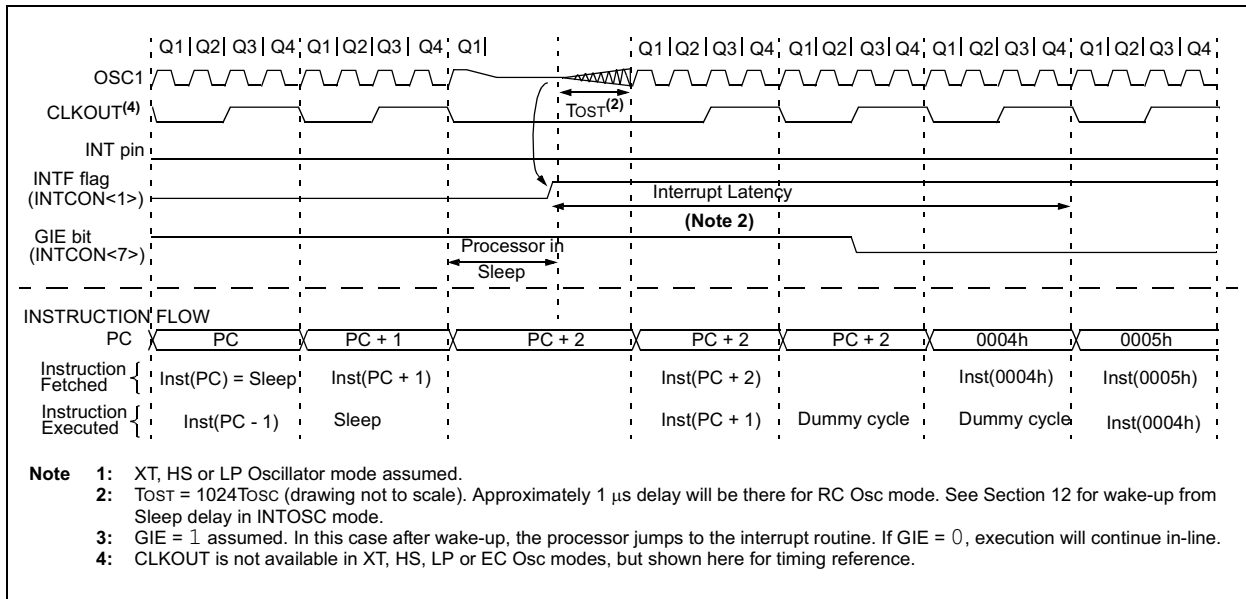 Q1 Q2 Q3 Q4 Q1 Q2 Q3 Q4 Q1 Q1 Q2 Q3 Q4 Q1 Q2 Q3 Q4 Q1 Q2 Q3 Q4 Q1 Q2 Q3 Q4
OSC1
TOST(2)
CLKOUT(4)
INT pin
INTF flag
(INTCON<1>)
Interrupt Latency
(Note 2)
GIE bit
(INTCON<7>)
Processor in
Sleep
INSTRUCTION FLOW
PC PC PC + 1 PC + 2 PC + 2 PC + 2 0004h 0005h
Instruction
Fetched
Inst(PC) = Sleep Inst(PC + 1) Inst(PC + 2) Inst(0004h) Inst(0005h)
Instruction
Executed
Inst(PC - 1) Sleep Inst(PC + 1) Dummy cycle Dummy cycle Inst(0004h)
Note 1: XT, HS or LP Oscillator mode assumed.
2: TOST = 1024TOSC (drawing not to scale). Approximately 1 μs delay will be there for RC Osc mode. See Section 12 for wake-up from
Sleep delay in INTOSC mode.
3: GIE = 1 assumed. In this case after wake-up, the processor jumps to the interrupt routine. If GIE = 0, execution will continue in-line.
4: CLKOUT is not available in XT, HS, LP or EC Osc modes, but shown here for timing reference.